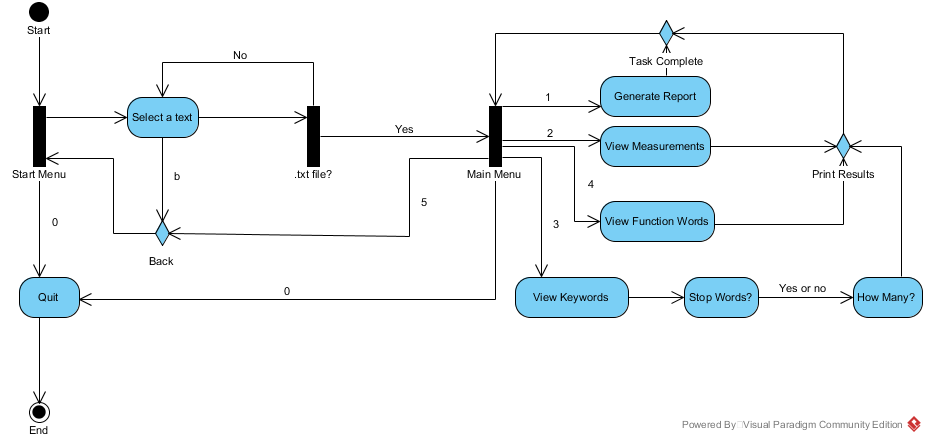 Start
No
Task Complete
Generate Report
1
Select a text
Yes
2
View Measurements
Start Menu
b
.txt file?
Main Menu
4
Print Results
5
3
View Function Words
0
Back
0
Quit
View Keywords
Stop Words?
Yes or no
How Many?
End
Powered By Visual Paradigm Community Edition